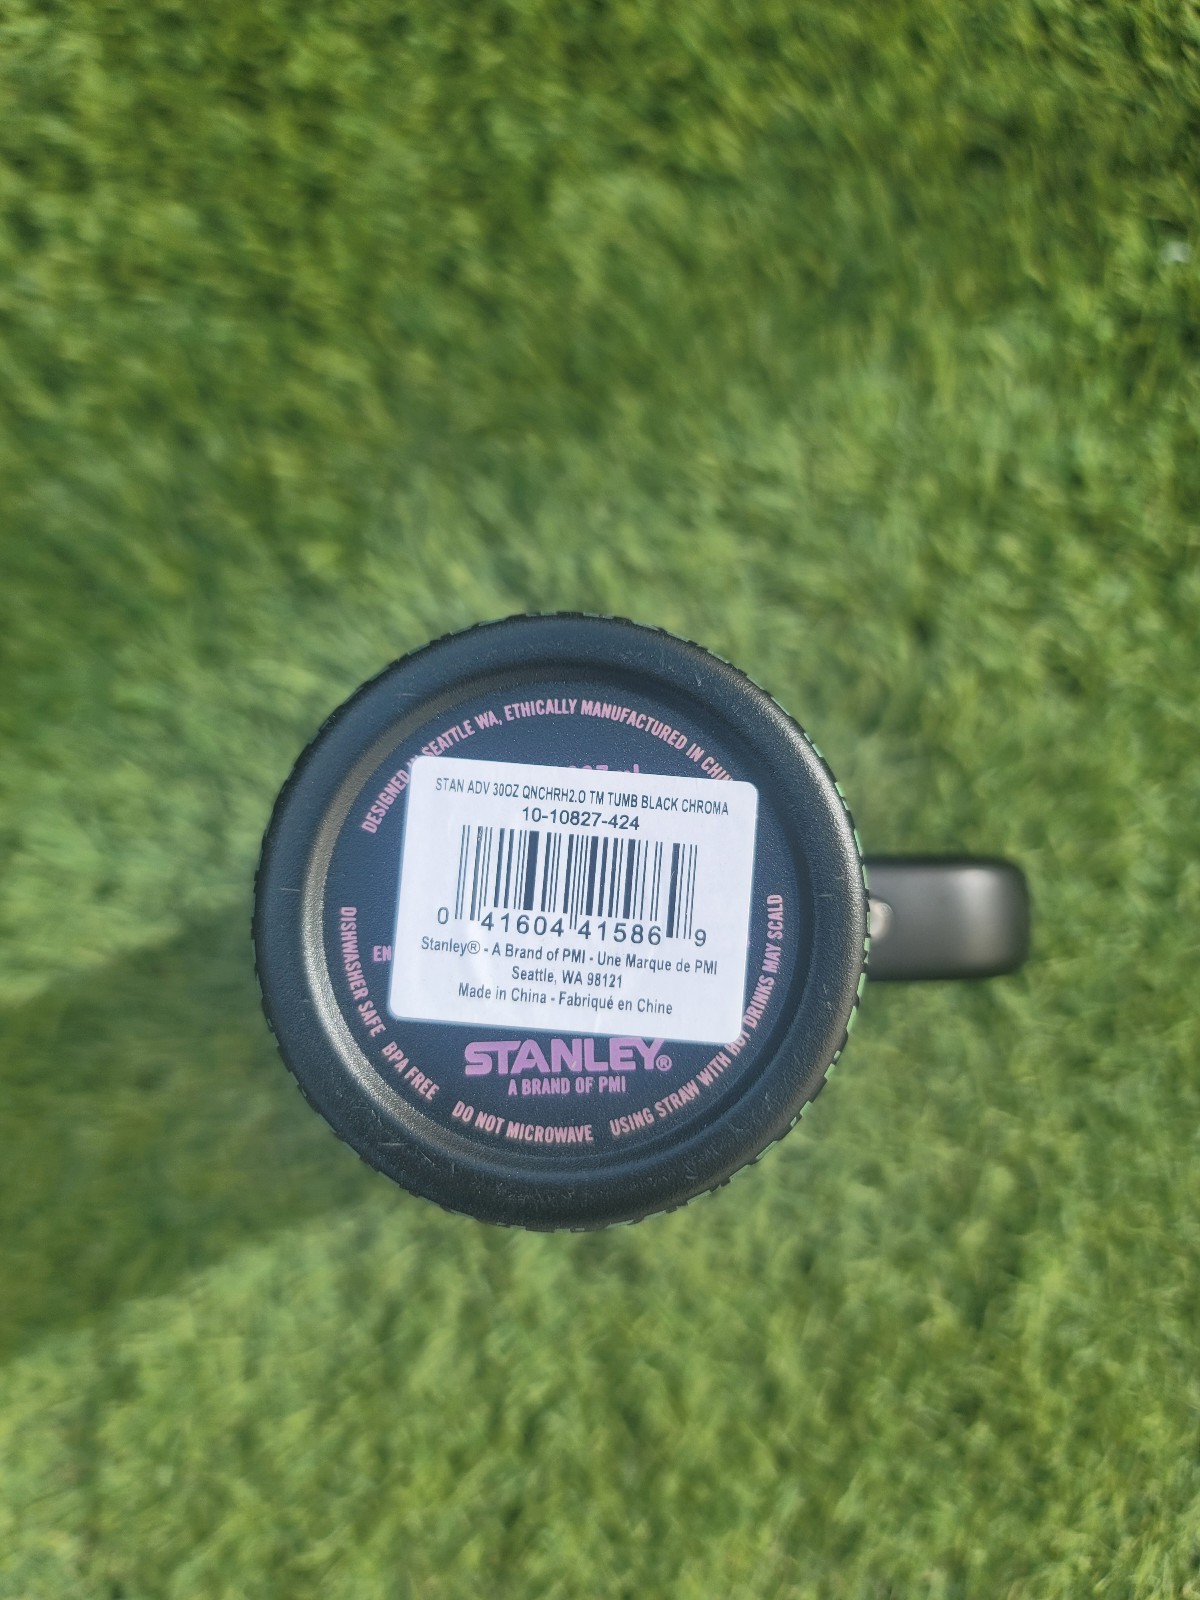 DESIGNED IN SEATTLE WA, ETHICALLY MANUFACTURED IN CHINA
STAN ADV 30OZ QNCHRH2.O TM TUMB BLACK CHROMA
10-10827-424
0 41604 41586 9
Stanley® - A Brand of PMI - Une Marque de PMI
Seattle, WA 98121
Made in China - Fabriqué en Chine
EN
STANLEY®
A BRAND OF PMI
DISHWASHER SAFE BPA FREE DO NOT MICROWAVE USING STRAW WITH HOT DRINKS MAY SCALD